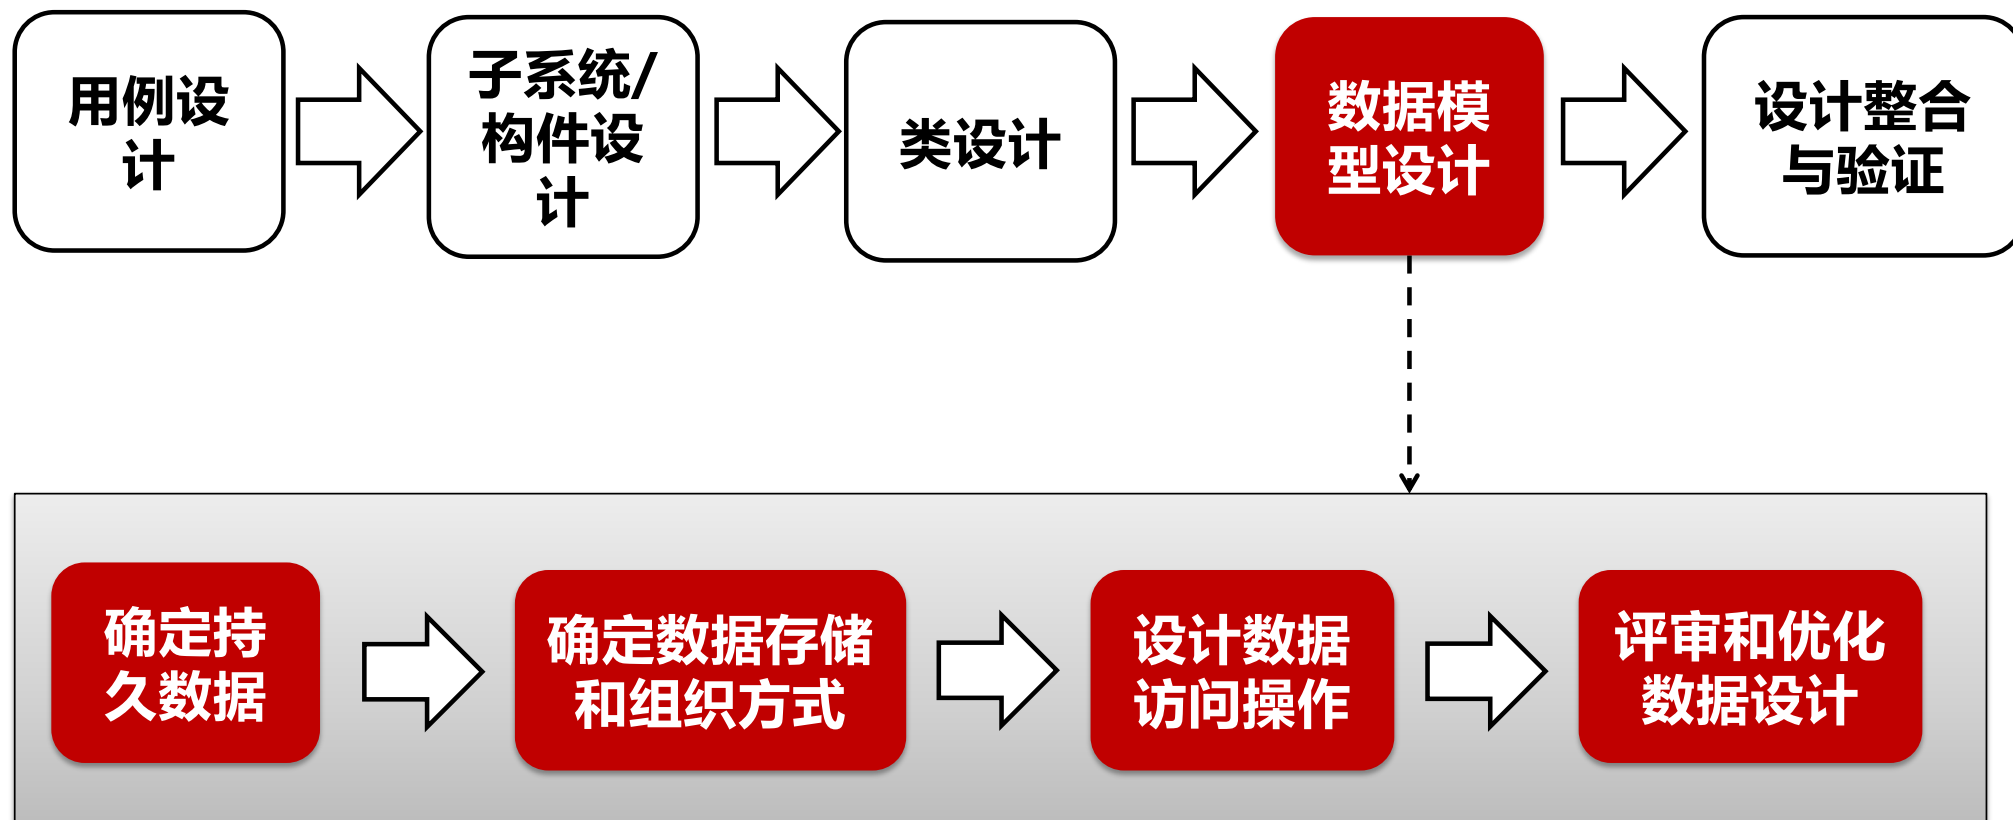 用例设
计
子系统/
构件设
计
类设计
数据模
型设计
设计整合
与验证
确定持
久数据
确定数据存储
和组织方式
设计数据
访问操作
评审和优化
数据设计